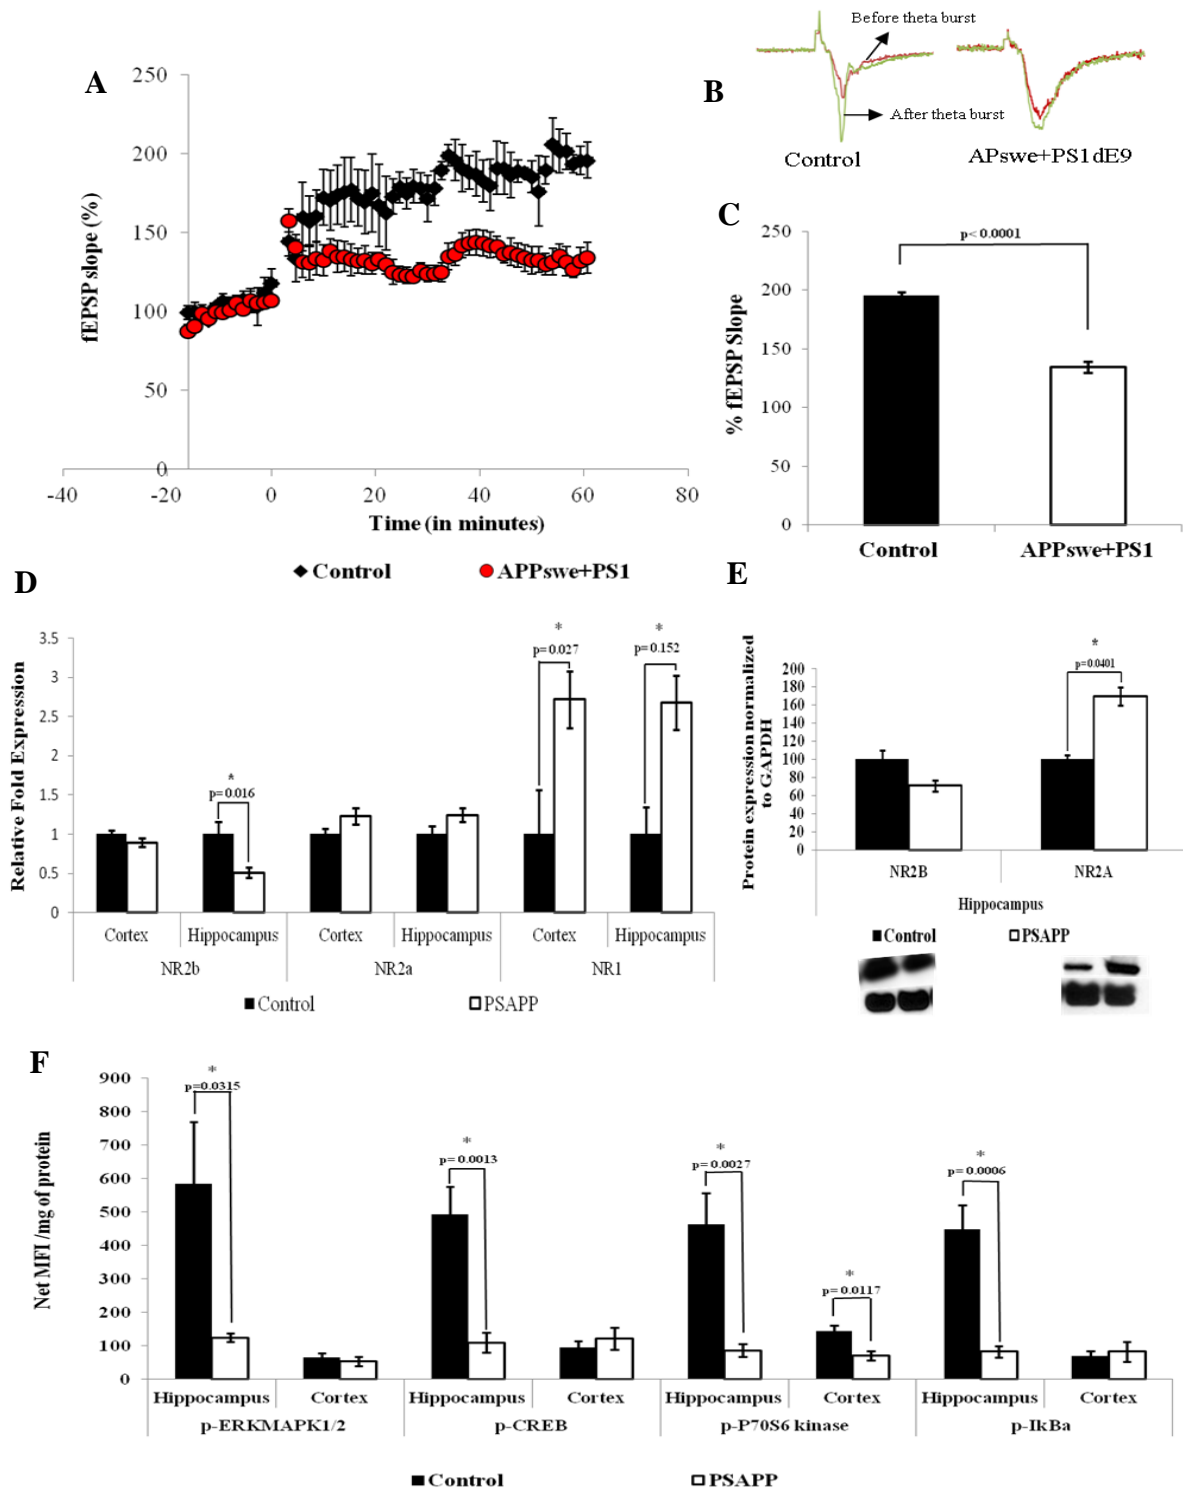 A
250
200
150
100
50
0
fEPSP slope (%)
-40 -20 0 20 40 60 80
Time (in minutes)
Control APPswe+PS1
B
Before theta burst
After theta burst
Control APswe+PS1dE9
C
250
200
150
100
50
0
% fEPSP Slope
p< 0.0001
Control APPswe+PS1
D
3.5
3
2.5
2
1.5
1
0.5
0
Relative Fold Expression
*
p= 0.016
*
p= 0.027
*
p= 0.152
Cortex Hippocampus Cortex Hippocampus Cortex Hippocampus
NR2b NR2a NR1
Control PSAPP
E
Protein expression normalized
to GAPDH
200
180
160
140
120
100
80
60
40
20
0
*
p=0.0401
NR2B NR2A
Hippocampus
Control PSAPP
F
900
800
700
600
500
400
300
200
100
0
Net MFI /mg of protein
*
p=0.0315
*
p= 0.0013
*
p= 0.0027
*
p= 0.0117
*
p= 0.0006
Hippocampus Cortex Hippocampus Cortex Hippocampus Cortex Hippocampus Cortex
p-ERKMAPK1/2 p-CREB p-P70S6 kinase p-IkBa
Control PSAPP